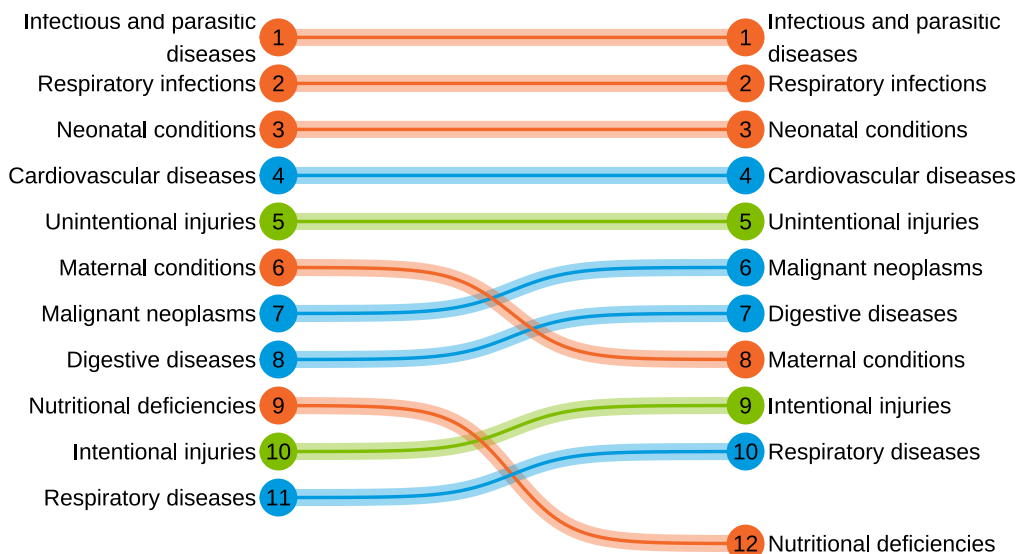 Infectious and parasitic
diseases
1
1
Infectious and parasitic
diseases
Respiratory infections
2
2
Respiratory infections
Neonatal conditions
3
3
Neonatal conditions
Cardiovascular diseases
4
4
Cardiovascular diseases
Unintentional injuries
5
5
Unintentional injuries
Maternal conditions
6
6
Malignant neoplasms
Malignant neoplasms
7
7
Digestive diseases
Digestive diseases
8
8
Maternal conditions
Nutritional deficiencies
9
9
Intentional injuries
Intentional injuries
10
10
Respiratory diseases
Respiratory diseases
11
12
Nutritional deficiencies